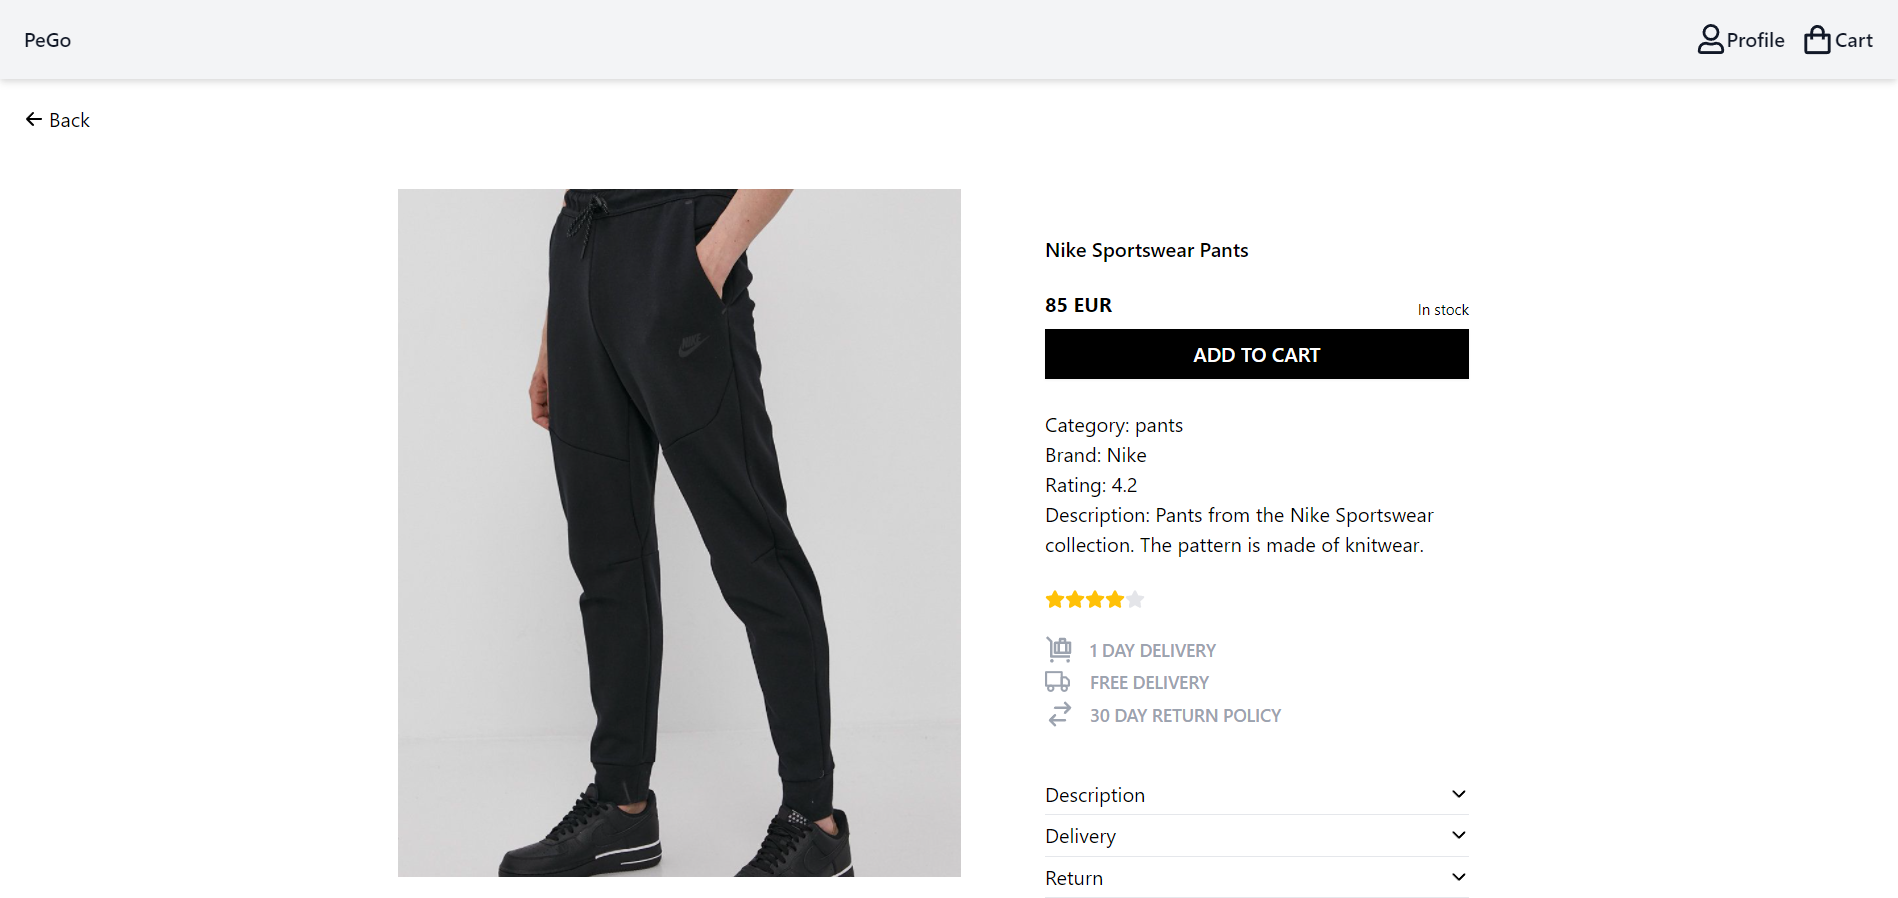 PeGo
Profile
Cart
Back
NIKE
Nike Sportswear Pants
85 EUR
In stock
ADD TO CART
Category: pants
Brand: Nike
Rating: 4.2
Description: Pants from the Nike Sportswear
collection. The pattern is made of knitwear.
1 DAY DELIVERY
FREE DELIVERY
30 DAY RETURN POLICY
Description
Delivery
Return